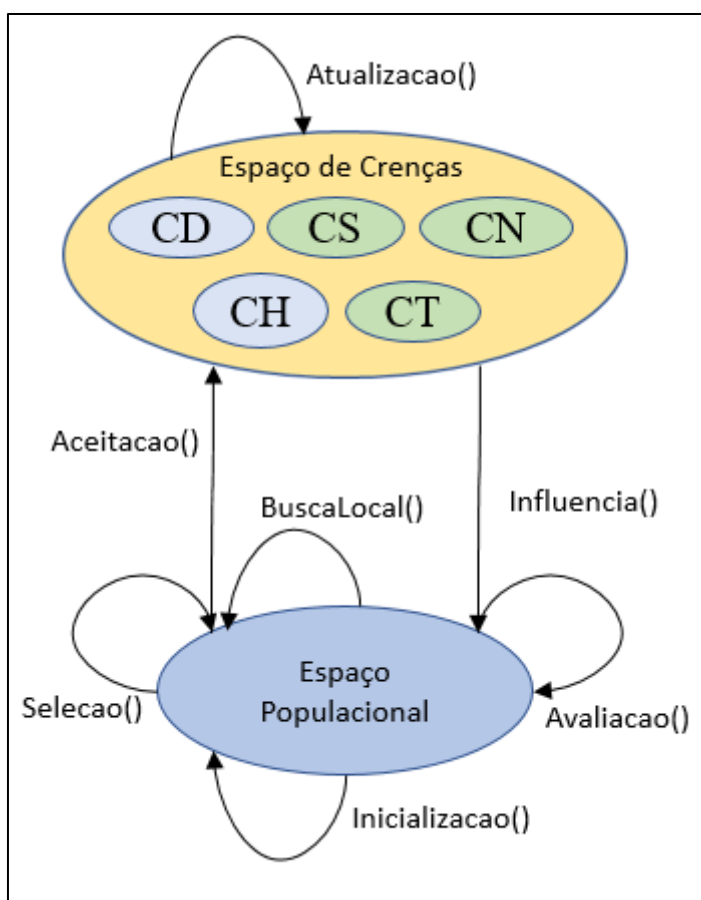 Atualizacao()
Espaço de Crenças
CD CS CN
CH CT
Aceitacao()
BuscaLocal()
Influencia()
Espaço
Populacional
Selecao()
Avaliacao()
Inicializacao()